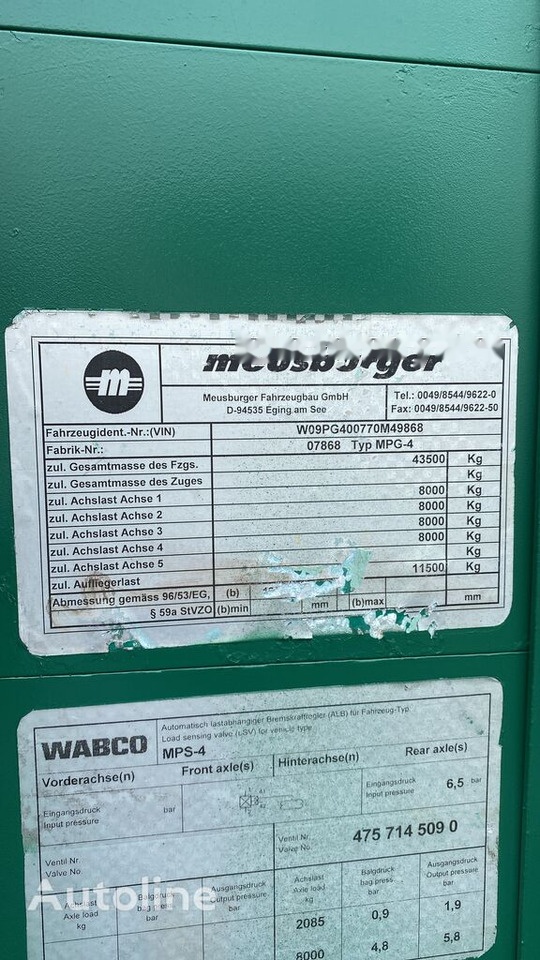 m
meusburger
Meusburger Fahrzeugbau GmbH
D-94535 Eging.am See
Tel.: 0049/8544/9622-0
Fax: 0049/8544/9622-50
Fahrzeugident.-Nr.:(VIN) W09PG400770M49868
Fabrik-Nr.: 07868 Typ MPG-4
zul. Gesamtmasse des Fzgs. 43500 Kg
zul. Gesamtmasse des Zuges Kg
zul. Achslast Achse 1 8000 Kg
zul. Achslast Achse 2 8000 Kg
zul. Achslast Achse 3 8000 Kg
zul. Achslast Achse 4 8000 Kg
zul. Achslast Achse 5 Kg
zul. Aufliegerlast 11500 Kg
Abmessung gemäss 96/53/EG, (b)
§ 59a StVZO (b)min mm (b)max mm
WABCO
Automatisch lastabhängiger Bremskraftregler (ALB) für Fahrzeug-Typ
Load sensing valve (LSV) for vehicle type
MPS-4
Vorderachse(n) Front axle(s) Hinterachse(n) Rear axle(s)
Eingangsdruck
Input pressure bar
Eingangsdruck
Input pressure 6,5 bar
Ventil Nr
Valve No
Ventil Nr.
Valve No. 475 714 509 0
Achslast
Axle load
kg
Balgdruck
bag press.
bar
Ausgangsdruck
Output pressure
bar
Achslast
Axle load
kg
Balgdruck
bag press.
bar
Ausgangsdruck
Output pressure
bar
2085 0,9 1,9
8000 4,8 5,8
Autoline